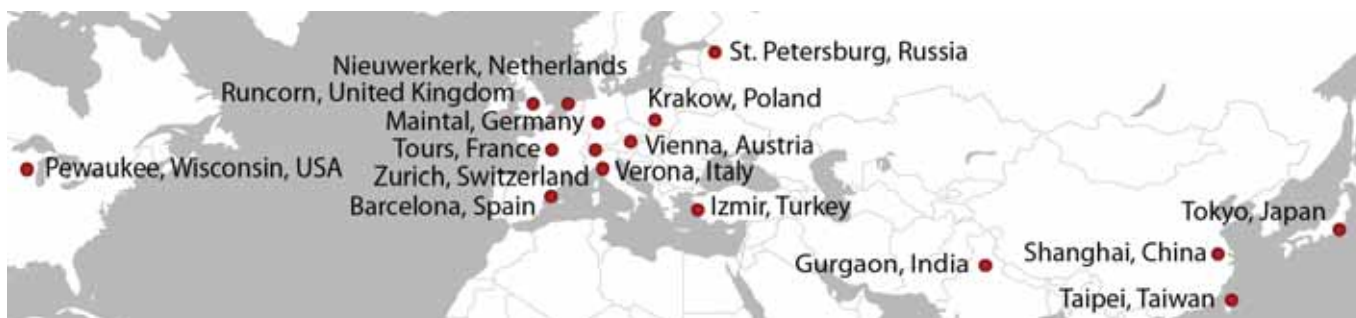 St. Petersburg, Russia
Nieuwerkerk, Netherlands
Runcorn, United Kingdom
Krakow, Poland
Maintal, Germany
Vienna, Austria
Tours, France
Pewaukee, Wisconsin, USA
Zurich, Switzerland
Verona, Italy
Barcelona, Spain
Izmir, Turkey
Tokyo, Japan
Shanghai, China
Gurgaon, India
Taipei, Taiwan